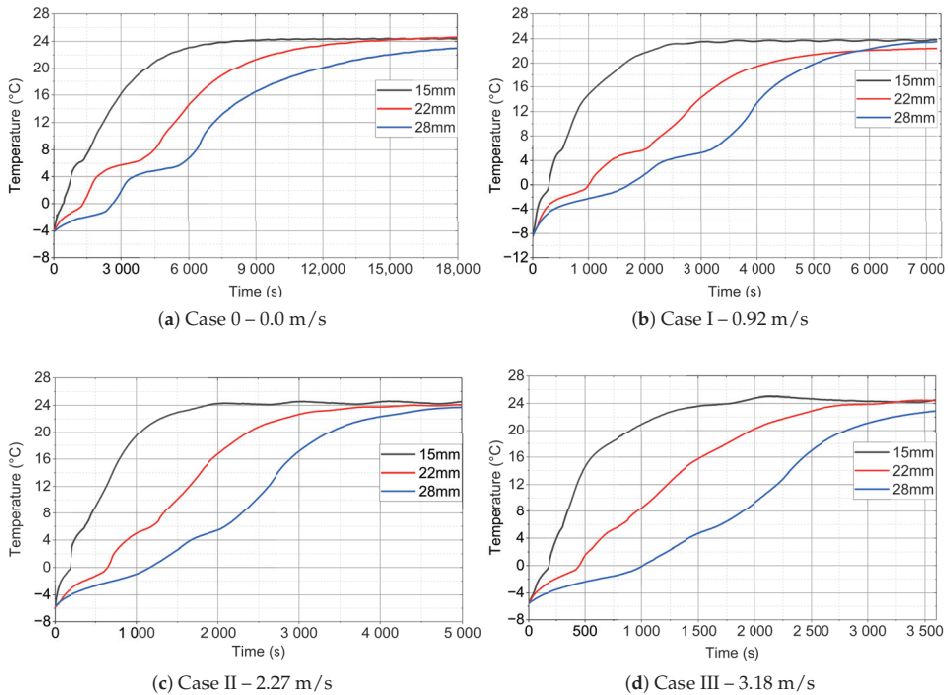 28
24
20
16
12
8
4
0
−4
−8
Temperature (°C)
15mm
22mm
28mm
0
3 000
6 000
9 000
12,000
15,000
18,000
Time (s)
(a) Case 0 – 0.0 m/s
28
24
20
16
12
8
4
0
−4
−8
−12
Temperature (°C)
15mm
22mm
28mm
0
1 000
2 000
3 000
4 000
5 000
6 000
7 000
Time (s)
(b) Case I – 0.92 m/s
28
24
20
16
12
8
4
0
−4
−8
Temperature (°C)
15mm
22mm
28mm
0
1 000
2 000
3 000
4 000
5 000
Time (s)
(c) Case II – 2.27 m/s
28
24
20
16
12
8
4
0
−4
−8
Temperature (°C)
15mm
22mm
28mm
0
500
1 000
1 500
2 000
2 500
3 000
3 500
Time (s)
(d) Case III – 3.18 m/s